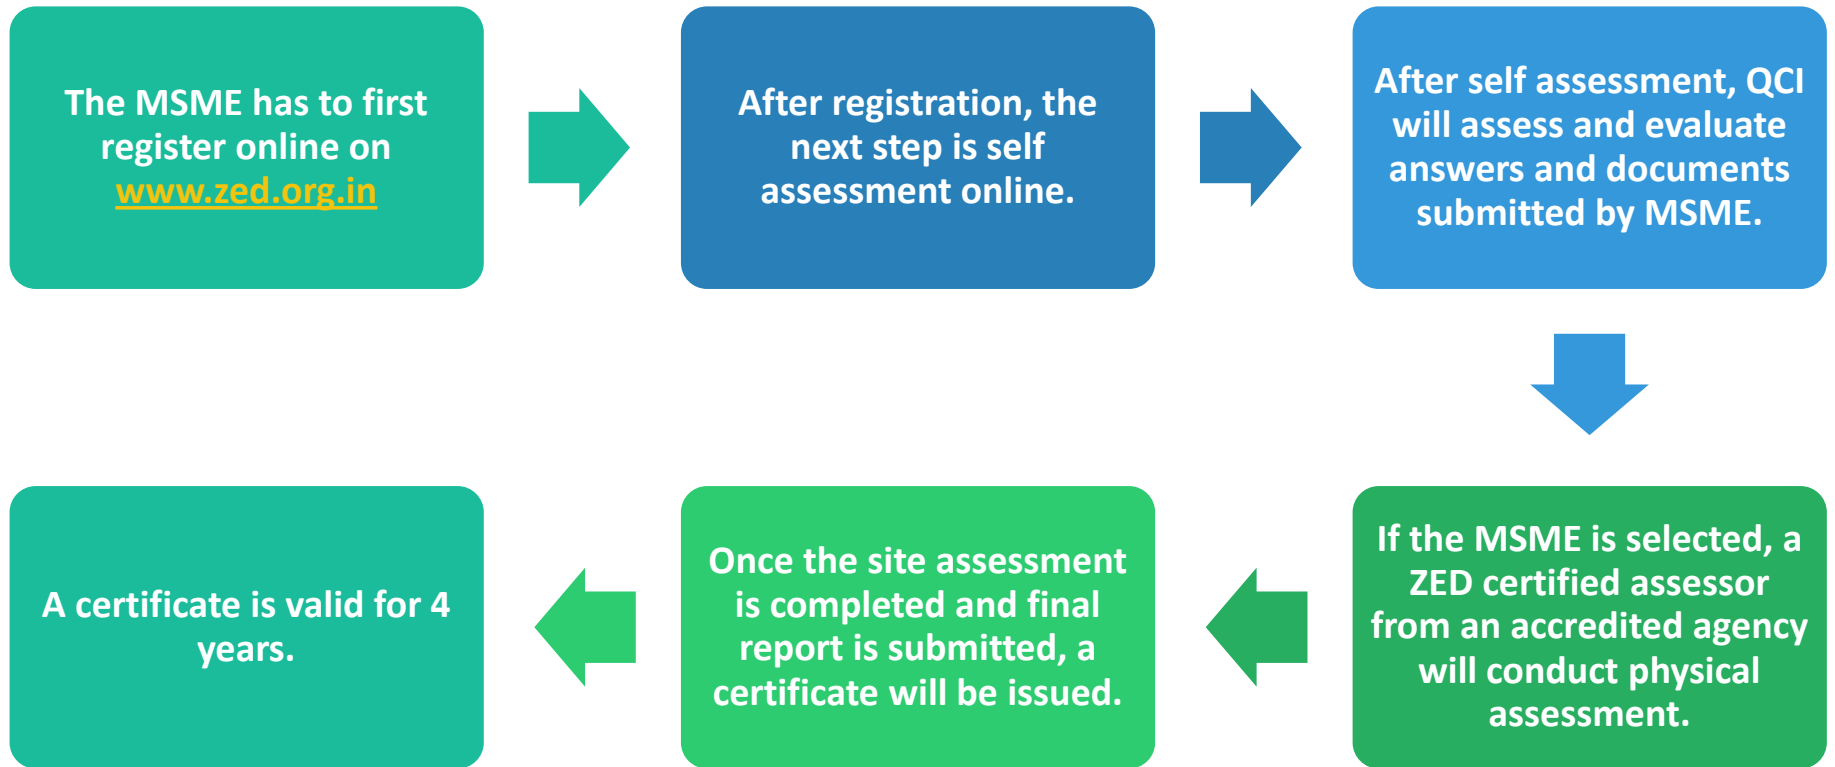 The MSME has to first
register online on
www.zed.org.in
After registration, the
next step is self
assessment online.
After self assessment, QCI
will assess and evaluate
answers and documents
submitted by MSME.
If the MSME is selected, a
ZED certified assessor
from an accredited agency
will conduct physical
assessment.
Once the site assessment
is completed and final
report is submitted, a
certificate will be issued.
A certificate is valid for 4
years.